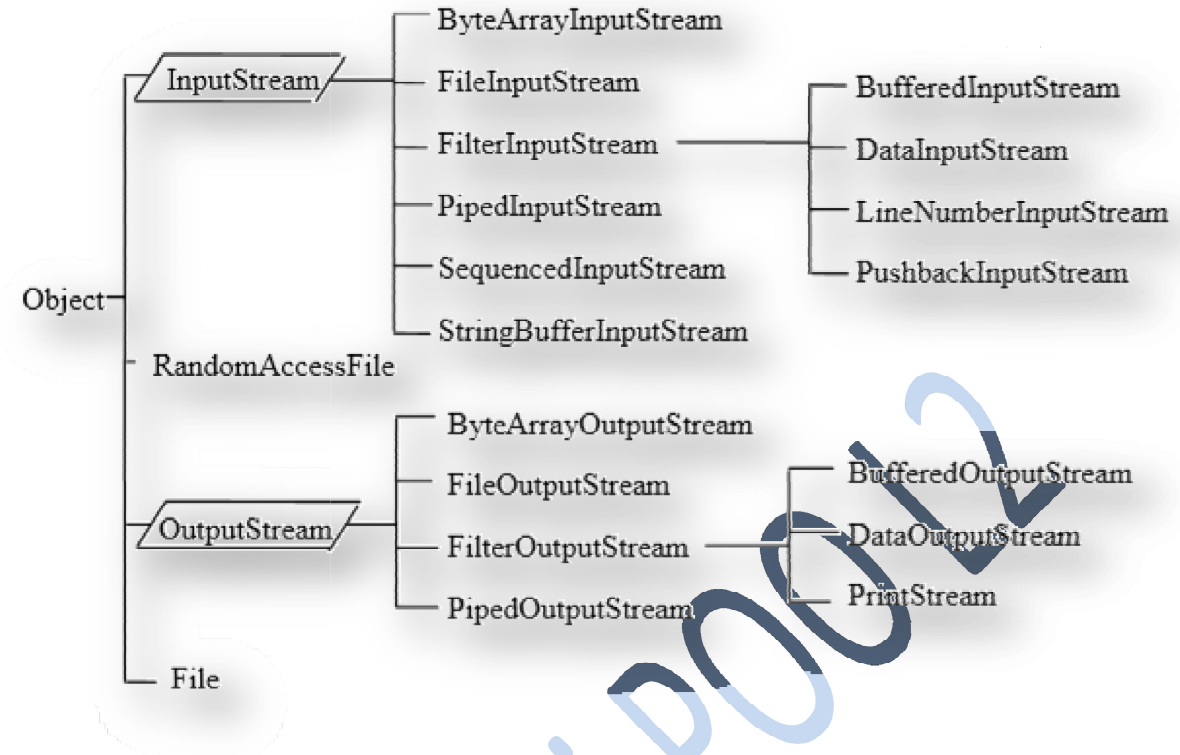 ByteArrayInputStream
InputStream
FileInputStream
BufferedInputStream
FilterInputStream
DataInputStream
PipedInputStream
LineNumberInputStream
SequencedInputStream
PushbackInputStream
Object
StringBufferInputStream
RandomAccessFile
ByteArrayOutputStream
BufferedOutputStream
FileOutputStream
OutputStream
DataOutputStream
FilterOutputStream
PrintStream
PipedOutputStream
File